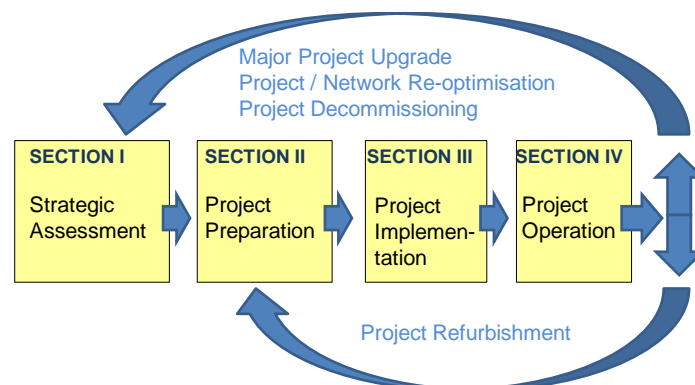 Major Project Upgrade
Project / Network Re-optimisation
Project Decommissioning
SECTION I
Strategic
Assessment
SECTION II
Project
Preparation
SECTION III
Project
Implemen-
tation
SECTION IV
Project
Operation
Project Refurbishment